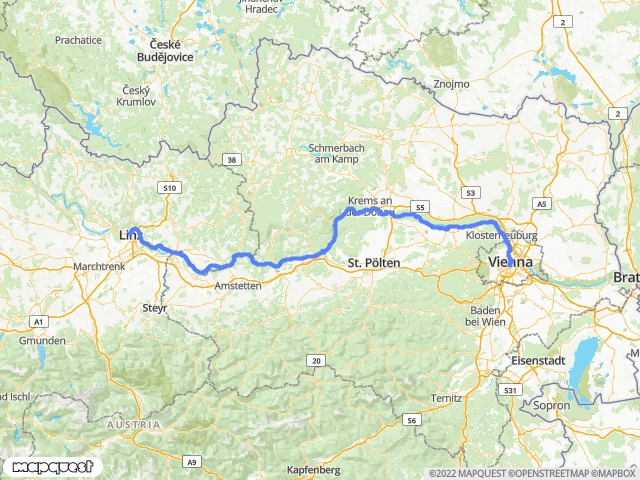 Jindřichův
Hradec
Prachatice
České
Budějovice
2
Znojmo
Český
Krumlov
2
Schmerbach
am Kamp
38
S10
S3
Krems an
der Donau
S5
A5
Linz
Klosterneuburg
Marchtrenk
St. Pölten
Vienna
Brat
Amstetten
Steyr
Baden
bei Wien
A1
Gmunden
Eisenstadt
20
S31
d Ischl
Ternitz
Sopron
AUSTRIA
S6
A9
Kapfenberg
mapquest
©2022 MAPQUEST ©OPENSTREETMAP ©MAPBOX